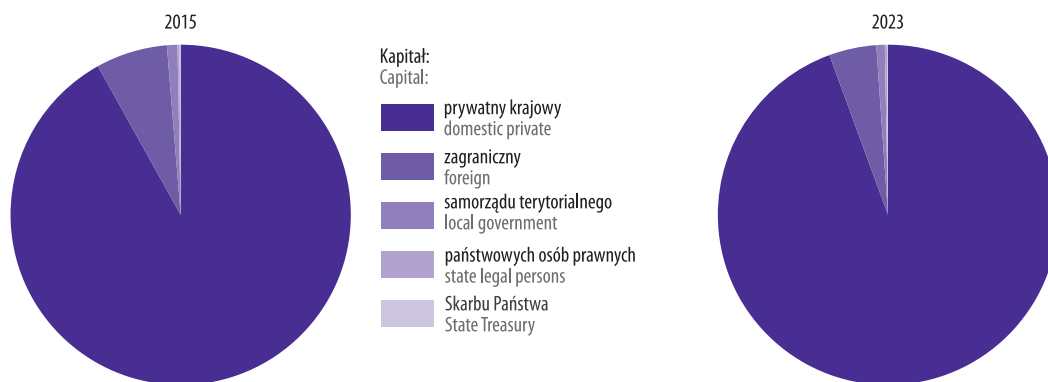 2015
Kapitał:
Capital:
prywatny krajowy
domestic private
zagraniczny
foreign
samorządu terytorialnego
local government
państwowych osób prawnych
state legal persons
Skarbu Państwa
State Treasury
2023